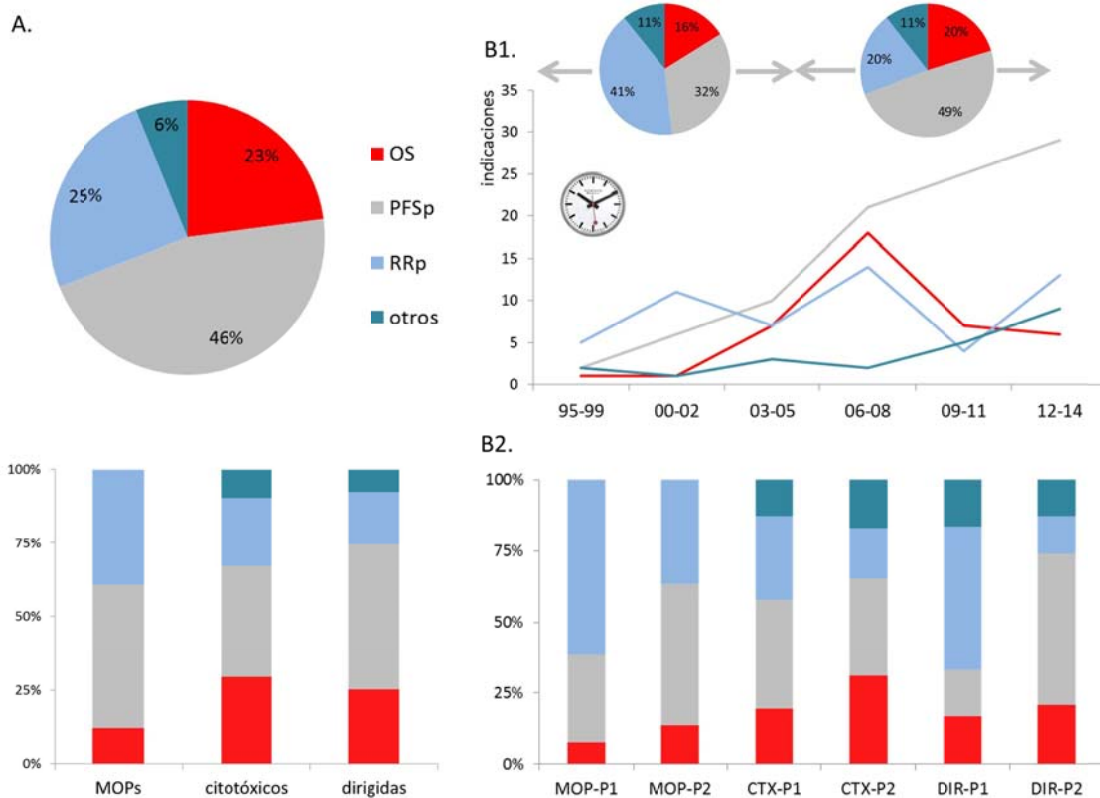 A.
23%
46%
25%
6%
OS
PFSp
RRp
otros
B1.
11%
16%
41%
32%
11%
20%
20%
49%
indicaciones
35
30
25
20
15
10
5
0
95-99 00-02 03-05 06-08 09-11 12-14
100%
75%
50%
25%
0%
MOPs citotóxicos dirigidas
B2.
100%
75%
50%
25%
0%
MOP-P1 MOP-P2 CTX-P1 CTX-P2 DIR-P1 DIR-P2